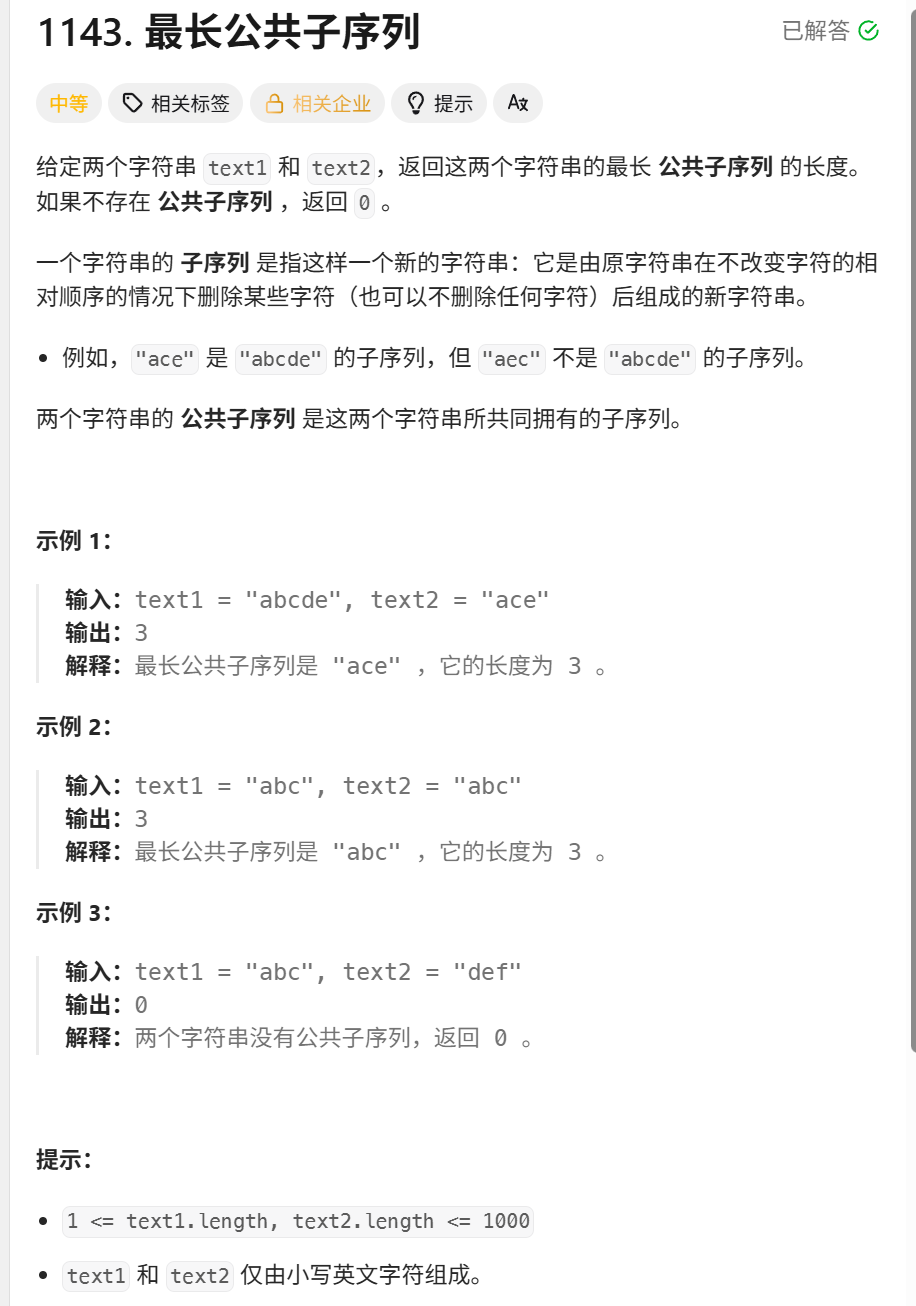 1143. 最长公共子序列
已解答
中等 相关标签 相关企业 提示 Aあ
给定两个字符串 text1 和 text2，返回这两个字符串的最长 公共子序列 的长度。
如果不存在 公共子序列 ，返回 0 。
一个字符串的 子序列 是指这样一个新的字符串：它是由原字符串在不改变字符的相
对顺序的情况下删除某些字符（也可以不删除任何字符）后组成的新字符串。
• 例如，"ace" 是 "abcde" 的子序列，但 "aec" 不是 "abcde" 的子序列。
两个字符串的 公共子序列 是这两个字符串所共同拥有的子序列。
示例 1：
输入：text1 = "abcde", text2 = "ace"
输出：3
解释：最长公共子序列是 "ace" ，它的长度为 3 。
示例 2：
输入：text1 = "abc", text2 = "abc"
输出：3
解释：最长公共子序列是 "abc" ，它的长度为 3 。
示例 3：
输入：text1 = "abc", text2 = "def"
输出：0
解释：两个字符串没有公共子序列，返回 0 。
提示：
• 1 <= text1.length, text2.length <= 1000
• text1 和 text2 仅由小写英文字符组成。